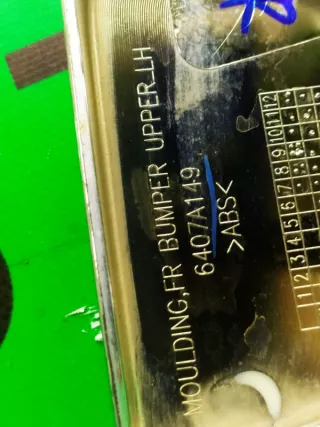 MOULDING,FR BUMPER UPPER-LH
6407A149
>ABS<
1 2 3 4 5 6 7 8 9 10 11 12